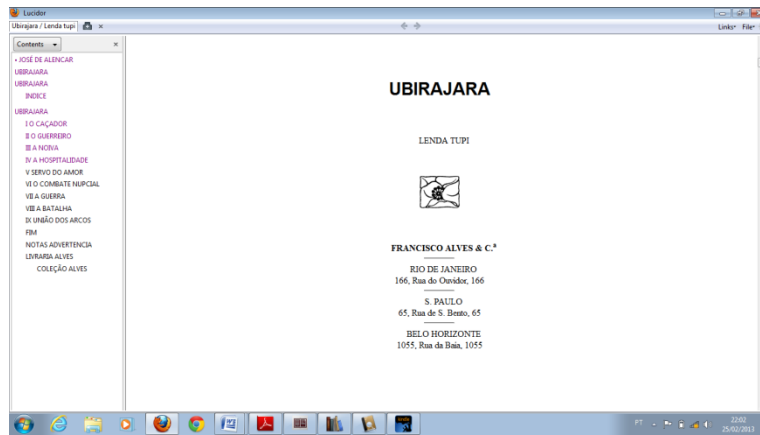 Lucidor
Ubirajara / Lenda tupi
Links
File
Contents
JOSÉ DE ALENCAR
UBIRAJARA
UBIRAJARA
INDICE
UBIRAJARA
I O CAÇADOR
II O GUERREIRO
III A NOIVA
IV A HOSPITALIDADE
V SERVO DO AMOR
VI O COMBATE NUPCIAL
VII A GUERRA
VIII A BATALHA
IX UNIÃO DOS ARCOS
FIM
NOTAS ADVERTENCIA
LIVRARIA ALVES
COLEÇÃO ALVES
UBIRAJARA
LENDA TUPI
FRANCISCO ALVES & C.ª
RIO DE JANEIRO
166, Rua do Ouvidor, 166
S. PAULO
65, Rua de S. Bento, 65
BELO HORIZONTE
1055, Rua da Baia, 1055
PT
22:02
25/02/2013